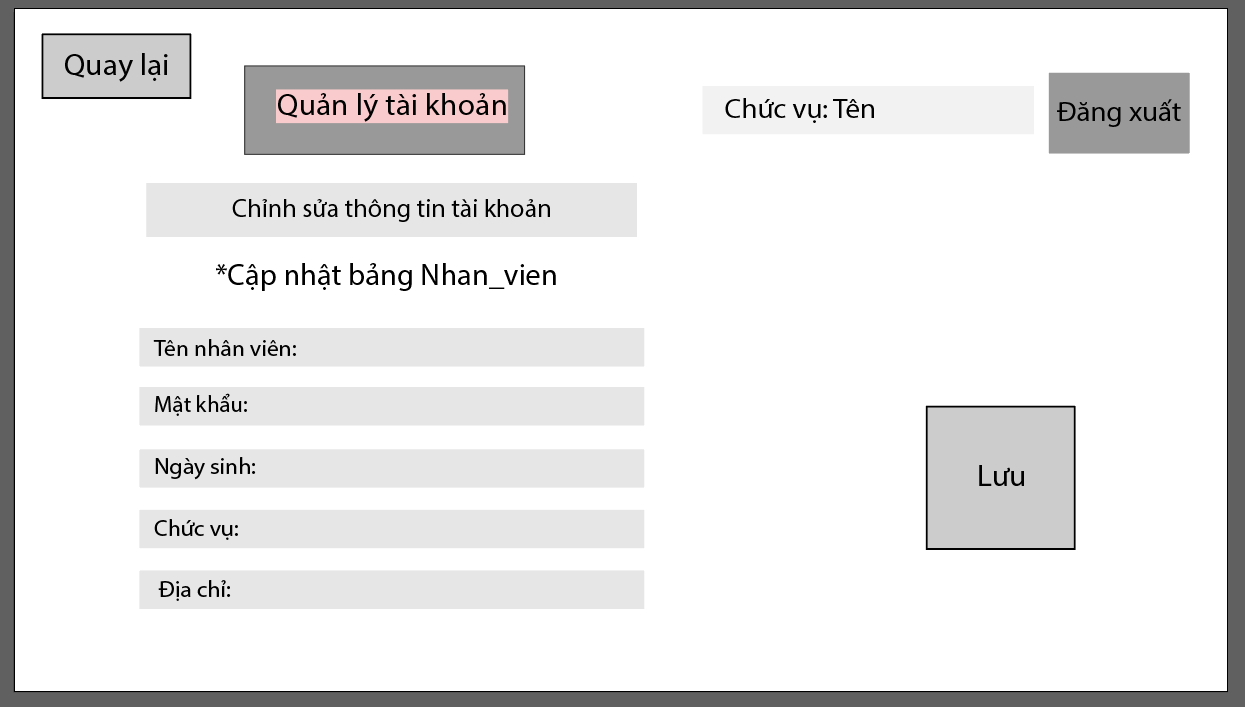 Quay lại
Quản lý tài khoản
Chức vụ: Tên
Đăng xuất
Chỉnh sửa thông tin tài khoản
*Cập nhật bảng Nhan_vien
Tên nhân viên:
Mật khẩu:
Ngày sinh:
Chức vụ:
Địa chỉ:
Lưu